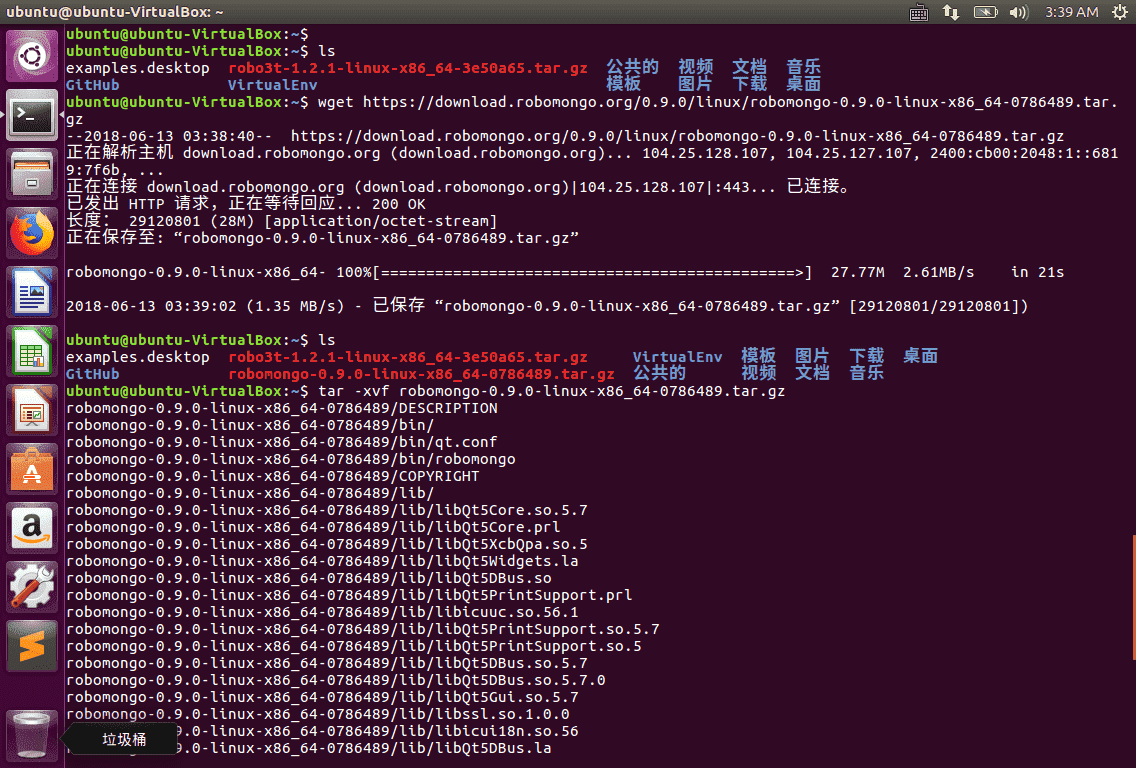 ubuntu@ubuntu-VirtualBox: ~
3:39 AM
ubuntu@ubuntu-VirtualBox:~$
ubuntu@ubuntu-VirtualBox:~$ ls
examples.desktop  robo3t-1.2.1-linux-x86_64-3e50a65.tar.gz  公共的  视频  文档  音乐
GitHub            VirtualEnv                                模板    图片  下载  桌面
ubuntu@ubuntu-VirtualBox:~$ wget https://download.robomongo.org/0.9.0/linux/robomongo-0.9.0-linux-x86_64-0786489.tar.
gz
--2018-06-13 03:38:40--  https://download.robomongo.org/0.9.0/linux/robomongo-0.9.0-linux-x86_64-0786489.tar.gz
正在解析主机 download.robomongo.org (download.robomongo.org)... 104.25.128.107, 104.25.127.107, 2400:cb00:2048:1::681
9:7f6b, ...
正在连接 download.robomongo.org (download.robomongo.org)|104.25.128.107|:443... 已连接。
已发出 HTTP 请求，正在等待回应... 200 OK
长度： 29120801 (28M) [application/octet-stream]
正在保存至: “robomongo-0.9.0-linux-x86_64-0786489.tar.gz”
robomongo-0.9.0-linux-x86_64- 100%[==============================================>]  27.77M  2.61MB/s    in 21s
2018-06-13 03:39:02 (1.35 MB/s) - 已保存 “robomongo-0.9.0-linux-x86_64-0786489.tar.gz” [29120801/29120801])
ubuntu@ubuntu-VirtualBox:~$ ls
examples.desktop  robo3t-1.2.1-linux-x86_64-3e50a65.tar.gz     VirtualEnv  模板  图片  下载  桌面
GitHub            robomongo-0.9.0-linux-x86_64-0786489.tar.gz  公共的      视频  文档  音乐
ubuntu@ubuntu-VirtualBox:~$ tar -xvf robomongo-0.9.0-linux-x86_64-0786489.tar.gz
robomongo-0.9.0-linux-x86_64-0786489/DESCRIPTION
robomongo-0.9.0-linux-x86_64-0786489/bin/
robomongo-0.9.0-linux-x86_64-0786489/bin/qt.conf
robomongo-0.9.0-linux-x86_64-0786489/bin/robomongo
robomongo-0.9.0-linux-x86_64-0786489/COPYRIGHT
robomongo-0.9.0-linux-x86_64-0786489/lib/
robomongo-0.9.0-linux-x86_64-0786489/lib/libQt5Core.so.5.7
robomongo-0.9.0-linux-x86_64-0786489/lib/libQt5Core.prl
robomongo-0.9.0-linux-x86_64-0786489/lib/libQt5XcbQpa.so.5
robomongo-0.9.0-linux-x86_64-0786489/lib/libQt5Widgets.la
robomongo-0.9.0-linux-x86_64-0786489/lib/libQt5DBus.so
robomongo-0.9.0-linux-x86_64-0786489/lib/libQt5PrintSupport.prl
robomongo-0.9.0-linux-x86_64-0786489/lib/libicuuc.so.56.1
robomongo-0.9.0-linux-x86_64-0786489/lib/libQt5PrintSupport.so.5.7
robomongo-0.9.0-linux-x86_64-0786489/lib/libQt5PrintSupport.so.5
robomongo-0.9.0-linux-x86_64-0786489/lib/libQt5DBus.so.5.7
robomongo-0.9.0-linux-x86_64-0786489/lib/libQt5DBus.so.5.7.0
robomongo-0.9.0-linux-x86_64-0786489/lib/libQt5Gui.so.5.7
robomongo-0.9.0-linux-x86_64-0786489/lib/libssl.so.1.0.0
.9.0-linux-x86_64-0786489/lib/libicui18n.so.56
.9.0-linux-x86_64-0786489/lib/libQt5DBus.la
垃圾桶